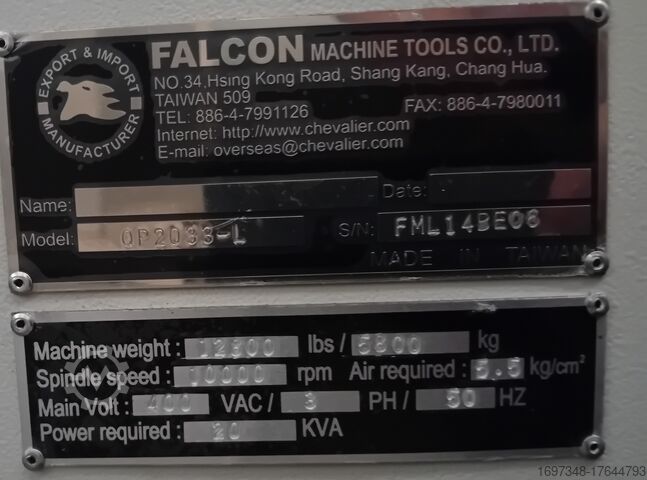 EXPORT & IMPORT
MANUFACTURER
FALCON MACHINE TOOLS CO., LTD.
NO.34,Hsing Kong Road, Shang Kang, Chang Hua.
TAIWAN 509
TEL: 886-4-7991126 FAX: 886-4-7980011
Internet: http://www.chevalier.com
E-mail: overseas@chevalier.com
Name: Date:
Model: QP2033-L S/N: FML14BE06
MADE IN TAIWAN
Machine weight : 12800 lbs / 5800 kg
Spindle speed : 10000 rpm Air required : 5.5 kg/cm²
Main Volt : 400 VAC / 3 PH / 50 HZ
Power required : 20 KVA
1697348-17644793